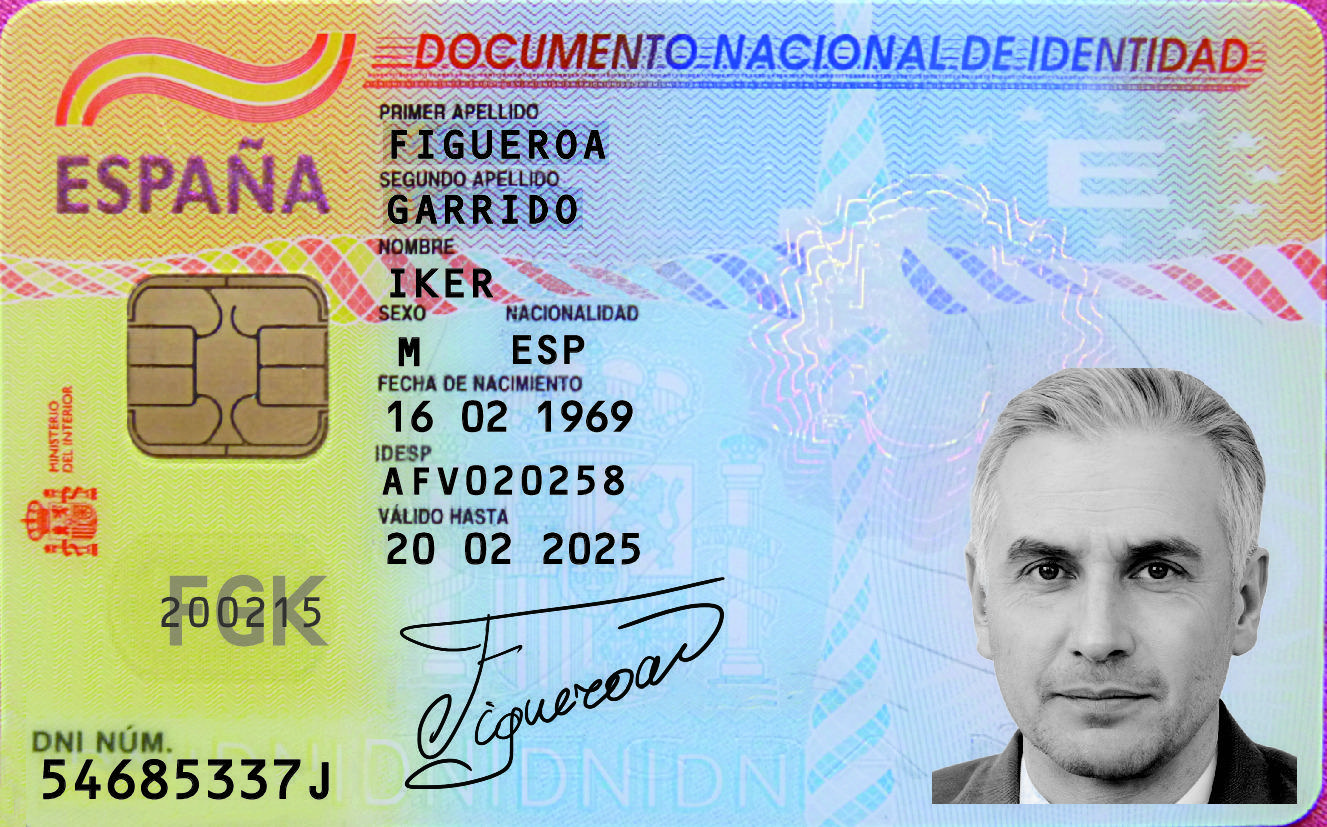 DOCUMENTO NACIONAL DE IDENTIDAD
ESPAÑA
PRIMER APELLIDO
FIGUEROA
SEGUNDO APELLIDO
GARRIDO
NOMBRE
IKER
SEXO NACIONALIDAD
M ESP
FECHA DE NACIMIENTO
16 02 1969
IDESP
AFV020258
VÁLIDO HASTA
20 02 2025
MINISTERIO
DEL INTERIOR
FGK
200215
Figueroa
DNI NÚM.
54685337J
E
DNIDNIDNIDNI